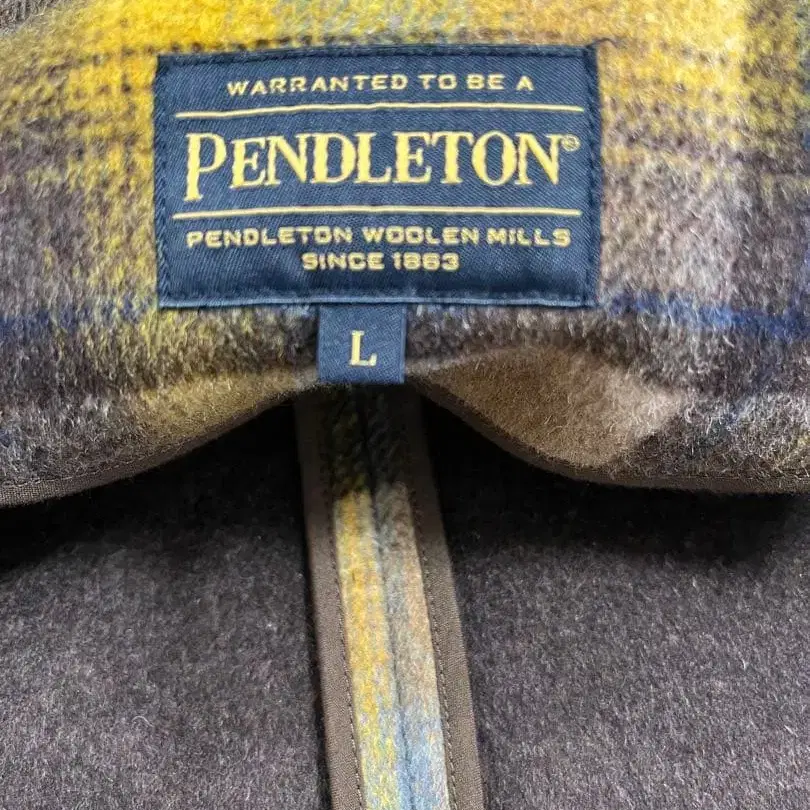 WARRANTED TO BE A
PENDLETON®
PENDLETON WOOLEN MILLS
SINCE 1863
L